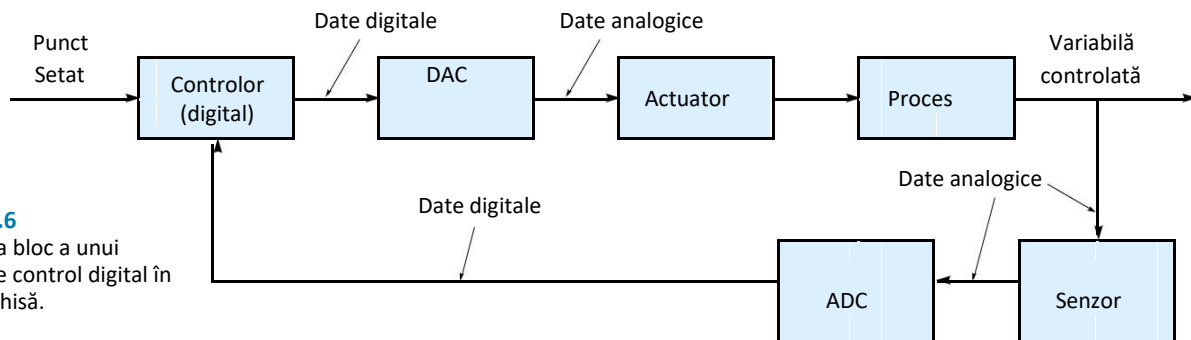 Date digitale
Date analogice
Punct
Setat
Variabilă
controlată
Controlor
(digital)
DAC
Actuator
Proces
Date analogice
Date digitale
.6
a bloc a unui
e control digital în
hisă.
ADC
Senzor